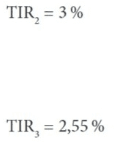 TIR₂ = 3 %
TIR₃ = 2,55 %